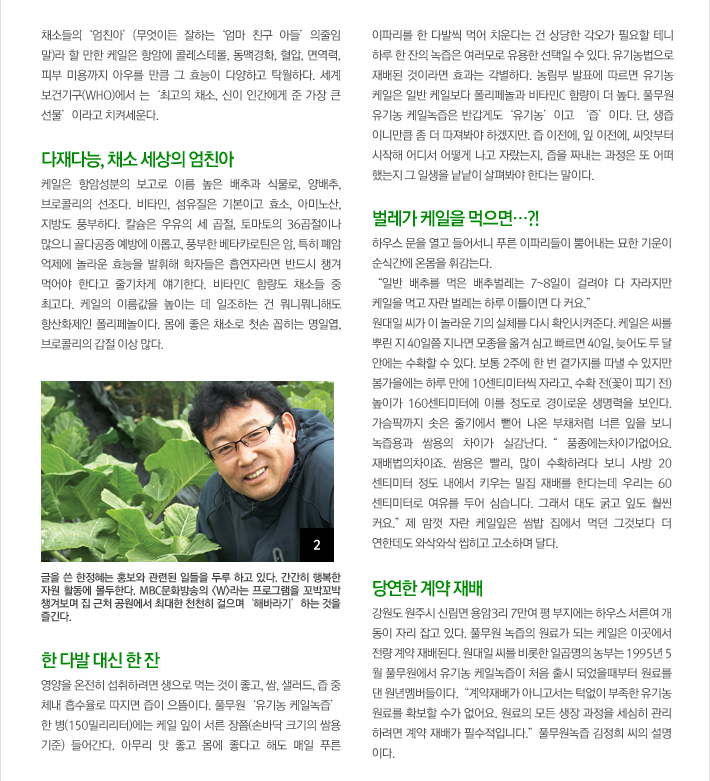 채소들의 ‘엄친아’ (무엇이든 잘하는 ‘엄마 친구 아들’ 의줄임
말)라 할 만한 케일은 항암에 콜레스테롤, 동맥경화, 혈압, 면역력,
피부 미용까지 아우를 만큼 그 효능이 다양하고 탁월하다. 세계
보건기구(WHO)에서 는 ‘최고의 채소, 신이 인간에게 준 가장 큰
선물’ 이라고 치켜세운다.
다재다능, 채소 세상의 엄친아
케일은 항암성분의 보고로 이름 높은 배추과 식물로, 양배추,
브로콜리의 선조다. 비타민, 섬유질은 기본이고 효소, 아미노산,
지방도 풍부하다. 칼슘은 우유의 세 곱절, 토마토의 36곱절이나
많으니 골다공증 예방에 이롭고, 풍부한 베타카로틴은 암, 특히 폐암
억제에 놀라운 효능을 발휘해 학자들은 흡연자라면 반드시 챙겨
먹어야 한다고 줄기차게 얘기한다. 비타민C 함량도 채소들 중
최고다. 케일의 이름값을 높이는 데 일조하는 건 뭐니뭐니해도
항산화제인 폴리페놀이다. 몸에 좋은 채소로 첫손 꼽히는 명일엽,
브로콜리의 갑절 이상 많다.
2
글을 쓴 한정혜는 홍보와 관련된 일들을 두루 하고 있다. 간간히 행복한
자원 활동에 몰두한다. MBC문화방송의 〈W〉라는 프로그램을 꼬박꼬박
챙겨보며 집 근처 공원에서 최대한 천천히 걸으며 ‘해바라기’ 하는 것을
즐긴다.
한 다발 대신 한 잔
영양을 온전히 섭취하려면 생으로 먹는 것이 좋고, 쌈, 샐러드, 즙 중
체내 흡수율로 따지면 즙이 으뜸이다. 풀무원 ‘유기농 케일녹즙’
한 병(150밀리리터)에는 케일 잎이 서른 장쯤(손바닥 크기의 쌈용
기준) 들어간다. 아무리 맛 좋고 몸에 좋다고 해도 매일 푸른
이파리를 한 다발씩 먹어 치운다는 건 상당한 각오가 필요할 테니
하루 한 잔의 녹즙은 여러모로 유용한 선택일 수 있다. 유기농법으로
재배된 것이라면 효과는 각별하다. 농림부 발표에 따르면 유기농
케일은 일반 케일보다 폴리페놀과 비타민C 함량이 더 높다. 풀무원
유기농 케일녹즙은 반갑게도 ‘유기농’ 이고 ‘즙’ 이다. 단, 생즙
이니만큼 좀 더 따져봐야 하겠지만. 즙 이전에, 잎 이전에, 씨앗부터
시작해 어디서 어떻게 나고 자랐는지, 즙을 짜내는 과정은 또 어떠
했는지 그 일생을 낱낱이 살펴봐야 한다는 말이다.
벌레가 케일을 먹으면…?!
하우스 문을 열고 들어서니 푸른 이파리들이 뿜어내는 묘한 기운이
순식간에 온몸을 휘감는다.
“일반 배추를 먹은 배추벌레는 7~8일이 걸려야 다 자라지만
케일을 먹고 자란 벌레는 하루 이틀이면 다 커요.”
원대일 씨가 이 놀라운 기의 실체를 다시 확인시켜준다. 케일은 씨를
뿌린 지 40일쯤 지나면 모종을 옮겨 심고 빠르면 40일, 늦어도 두 달
안에는 수확할 수 있다. 보통 2주에 한 번 곁가지를 따낼 수 있지만
봄가을에는 하루 만에 10센티미터씩 자라고, 수확 전(꽃이 피기 전)
높이가 160센티미터에 이를 정도로 경이로운 생명력을 보인다.
가슴팍까지 솟은 줄기에서 뻗어 나온 부채처럼 너른 잎을 보니
녹즙용과 쌈용의 차이가 실감난다. “ 품종에는차이가없어요.
재배법의차이죠. 쌈용은 빨리, 많이 수확하려다 보니 사방 20
센티미터 정도 내에서 키우는 밀집 재배를 한다는데 우리는 60
센티미터로 여유를 두어 심습니다. 그래서 대도 굵고 잎도 훨씬
커요.” 제 맘껏 자란 케일잎은 쌈밥 집에서 먹던 그것보다 더
연한데도 와삭와삭 씹히고 고소하며 달다.
당연한 계약 재배
강원도 원주시 신림면 용암3리 7만여 평 부지에는 하우스 서른여 개
동이 자리 잡고 있다. 풀무원 녹즙의 원료가 되는 케일은 이곳에서
전량 계약 재배된다. 원대일 씨를 비롯한 일곱명의 농부는 1995년 5
월 풀무원에서 유기농 케일녹즙이 처음 출시 되었을때부터 원료를
댄 원년멤버들이다. “계약재배가 아니고서는 턱없이 부족한 유기농
원료를 확보할 수가 없어요. 원료의 모든 생장 과정을 세심히 관리
하려면 계약 재배가 필수적입니다.” 풀무원녹즙 김정희 씨의 설명
이다.